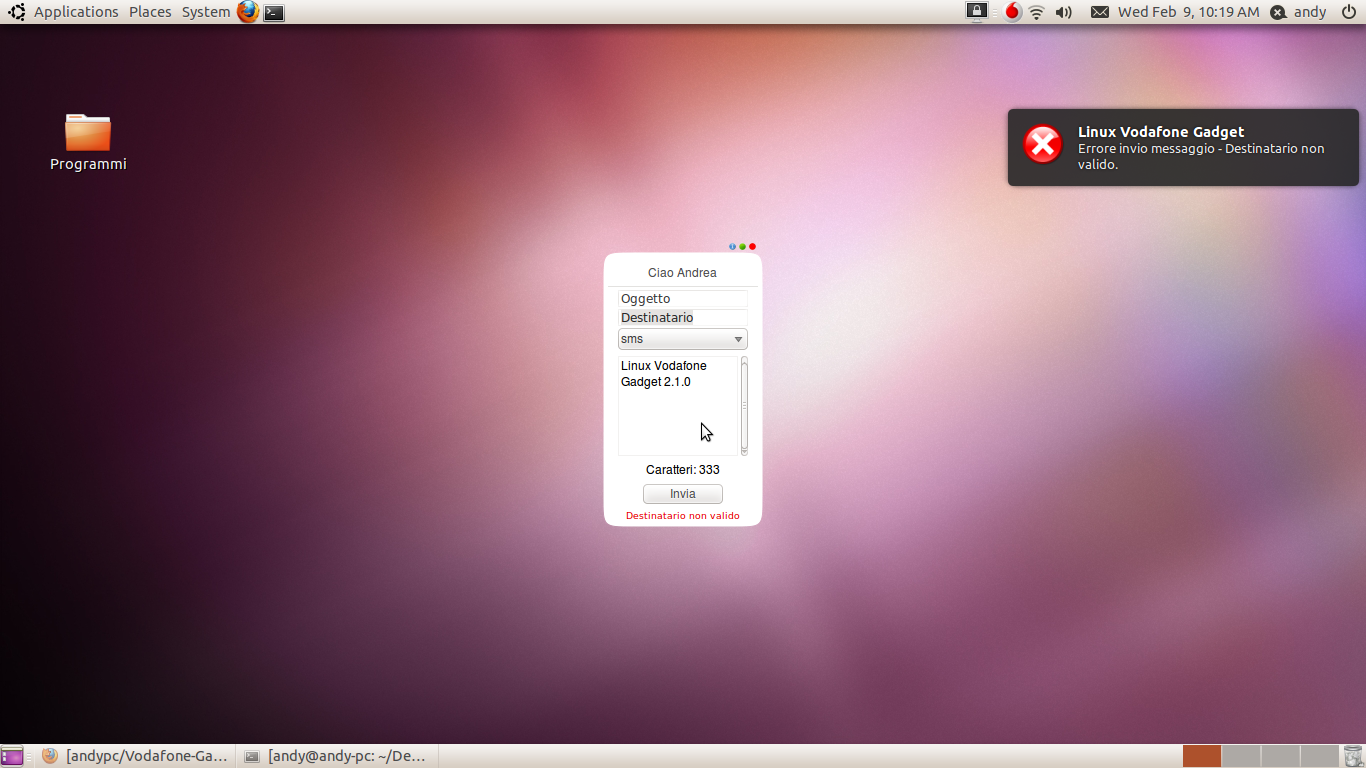 Applications Places System
Wed Feb 9, 10:19 AM andy
Programmi
Linux Vodafone Gadget
Errore invio messaggio - Destinatario non
valido.
Ciao Andrea
Oggetto
Destinatario
sms
Linux Vodafone
Gadget 2.1.0
Caratteri: 333
Invia
Destinatario non valido
[andypc/Vodafone-Ga... [andy@andy-pc: ~/De...